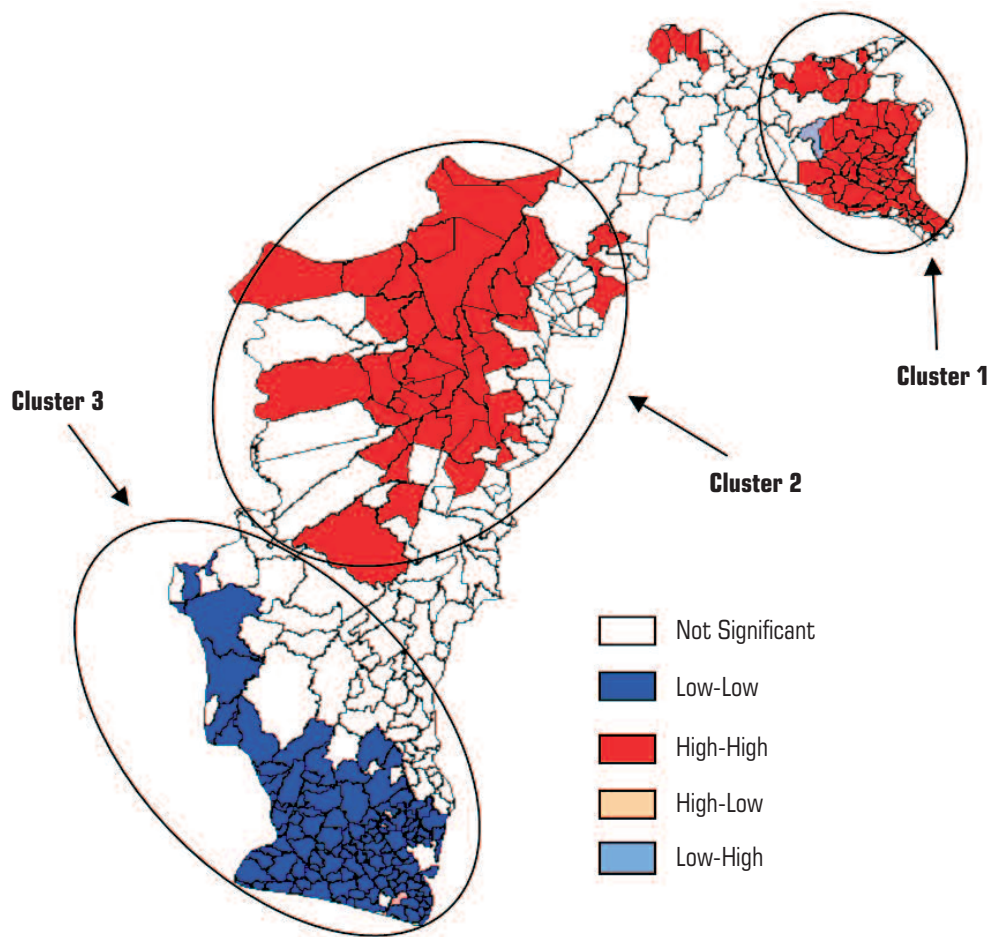 Cluster 1
Cluster 3
Cluster 2
Not Significant
Low-Low
High-High
High-Low
Low-High